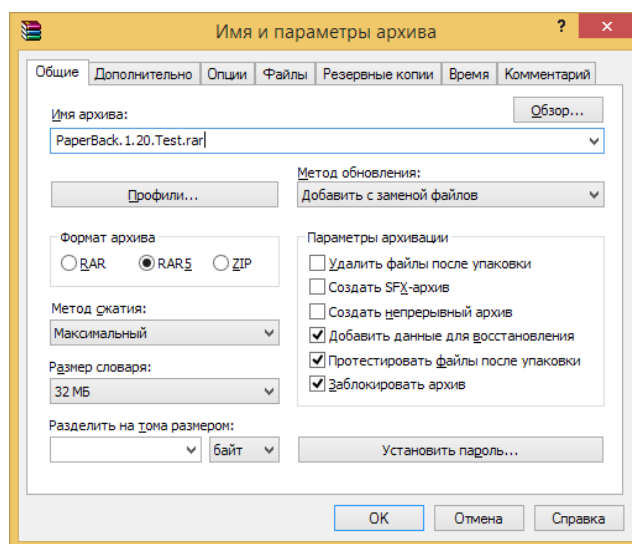 Имя и параметры архива
?
Общие Дополнительно Опции Файлы Резервные копии Время Комментарий
Имя архива:
Обзор...
PaperBack.1.20.Test.rar
Метод обновления:
Профили...
Добавить с заменой файлов
Формат архива
RAR RAR5 ZIP
Параметры архивации
Удалить файлы после упаковки
Создать SFX-архив
Создать непрерывный архив
Добавить данные для восстановления
Протестировать файлы после упаковки
Заблокировать архив
Метод сжатия:
Максимальный
Размер словаря:
32 МБ
Разделить на тома размером:
байт
Установить пароль...
OK Отмена Справка